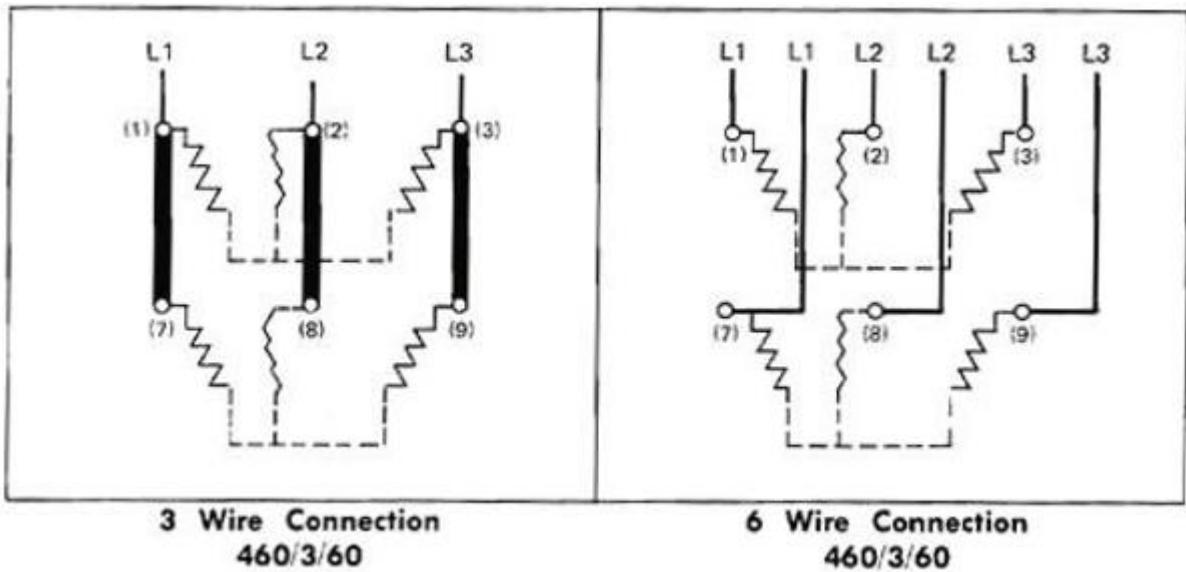 L1 L2 L3
(1) (2) (3)
(7) (8) (9)
3 Wire Connection
460/3/60
L1 L1 L2 L2 L3 L3
(1) (2) (3)
(7) (8) (9)
6 Wire Connection
460/3/60